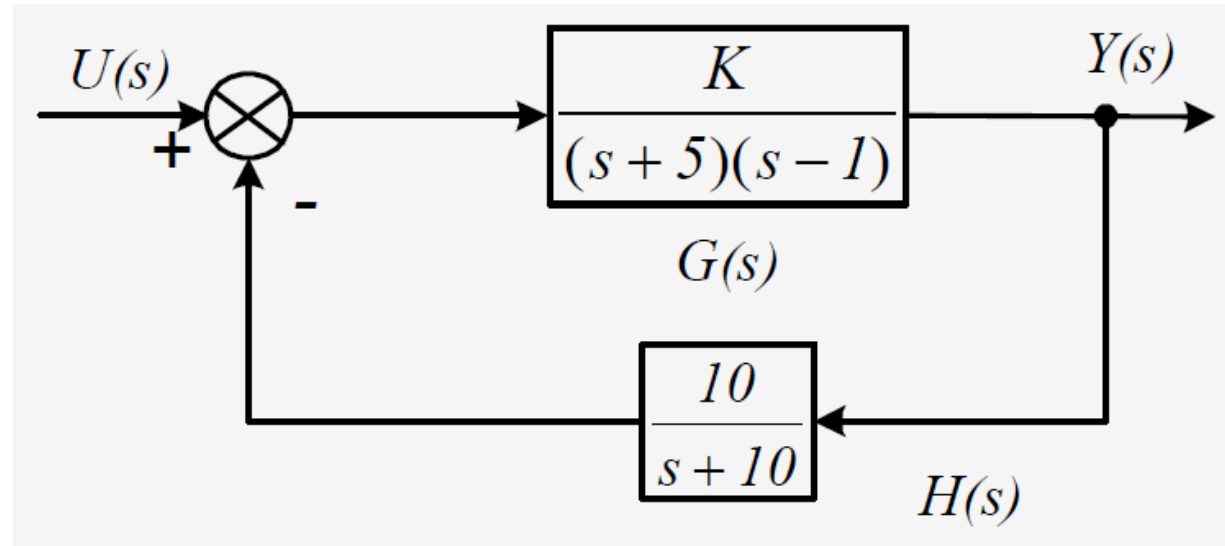 U(s)
+
-
K
(s + 5)(s - 1)
G(s)
Y(s)
10
s + 10
H(s)